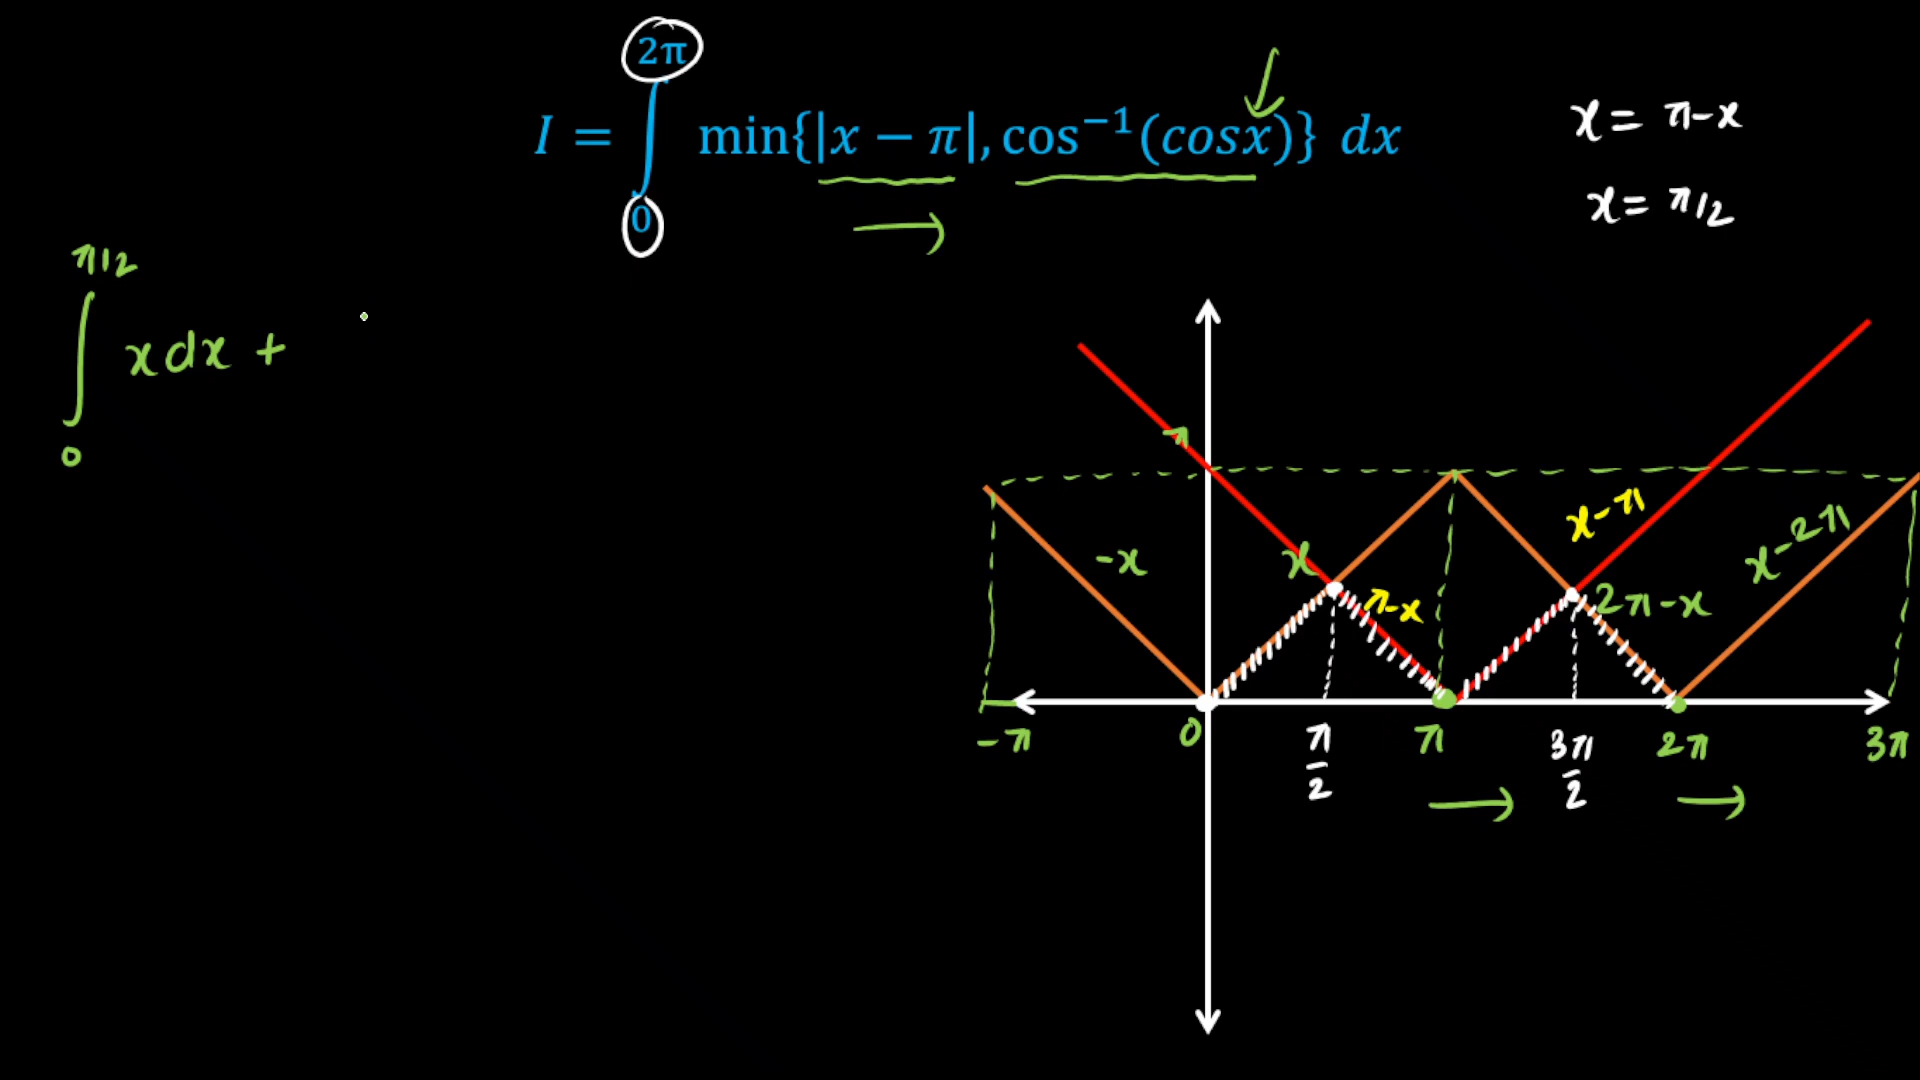 2π
I = ∫ min{|x − π|, cos⁻¹(cosx)} dx
0
x = π-x
x = π/2
π/2
∫ x dx +
0
-x
x
π-x
x-π
2π-x
x-2π
-π 0 π/2 π 3π/2 2π 3π